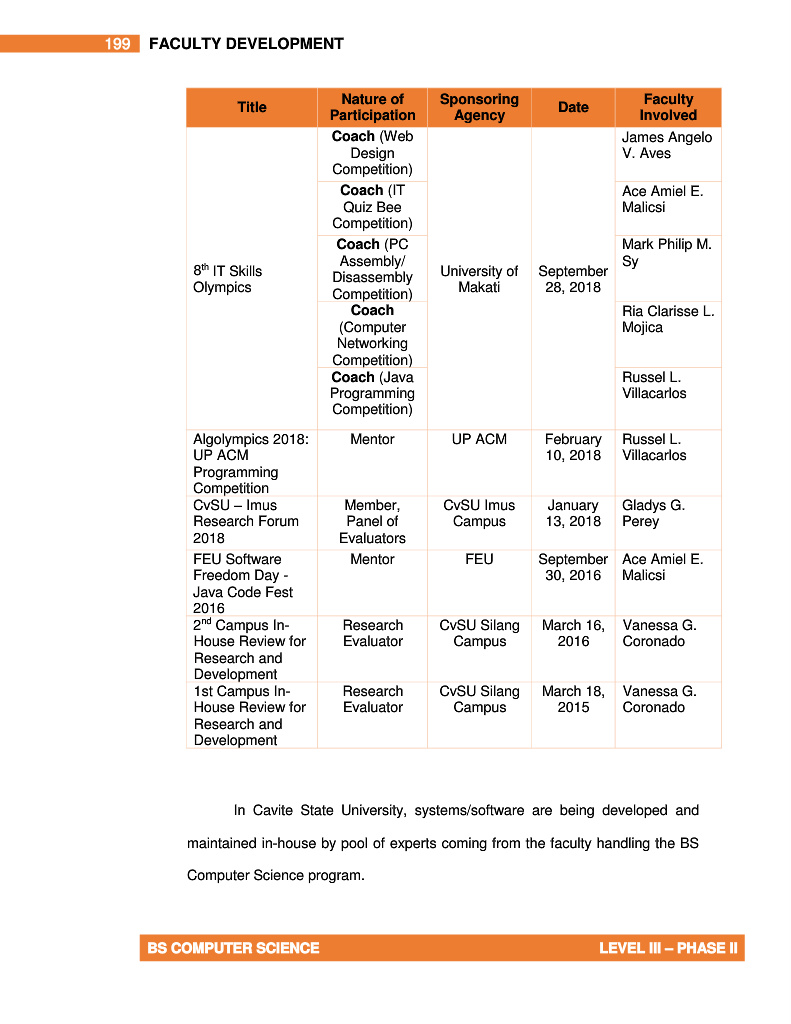 199 FACULTY DEVELOPMENT
Title
Nature of
Participation
Sponsoring
Agency
Date
Faculty
Involved
8th IT Skills
Olympics
Coach (Web
Design
Competition)
University of
Makati
September
28, 2018
James Angelo
V. Aves
Coach (IT
Quiz Bee
Competition)
Ace Amiel E.
Malicsi
Coach (PC
Assembly/
Disassembly
Competition)
Mark Philip M.
Sy
Coach
(Computer
Networking
Competition)
Ria Clarisse L.
Mojica
Coach (Java
Programming
Competition)
Russel L.
Villacarlos
Algolympics 2018:
UP ACM
Programming
Competition
Mentor
UP ACM
February
10, 2018
Russel L.
Villacarlos
CvSU – Imus
Research Forum
2018
Member,
Panel of
Evaluators
CvSU Imus
Campus
January
13, 2018
Gladys G.
Perey
FEU Software
Freedom Day -
Java Code Fest
2016
Mentor
FEU
September
30, 2016
Ace Amiel E.
Malicsi
2nd Campus In-
House Review for
Research and
Development
Research
Evaluator
CvSU Silang
Campus
March 16,
2016
Vanessa G.
Coronado
1st Campus In-
House Review for
Research and
Development
Research
Evaluator
CvSU Silang
Campus
March 18,
2015
Vanessa G.
Coronado
In Cavite State University, systems/software are being developed and
maintained in-house by pool of experts coming from the faculty handling the BS
Computer Science program.
BS COMPUTER SCIENCE LEVEL III – PHASE II